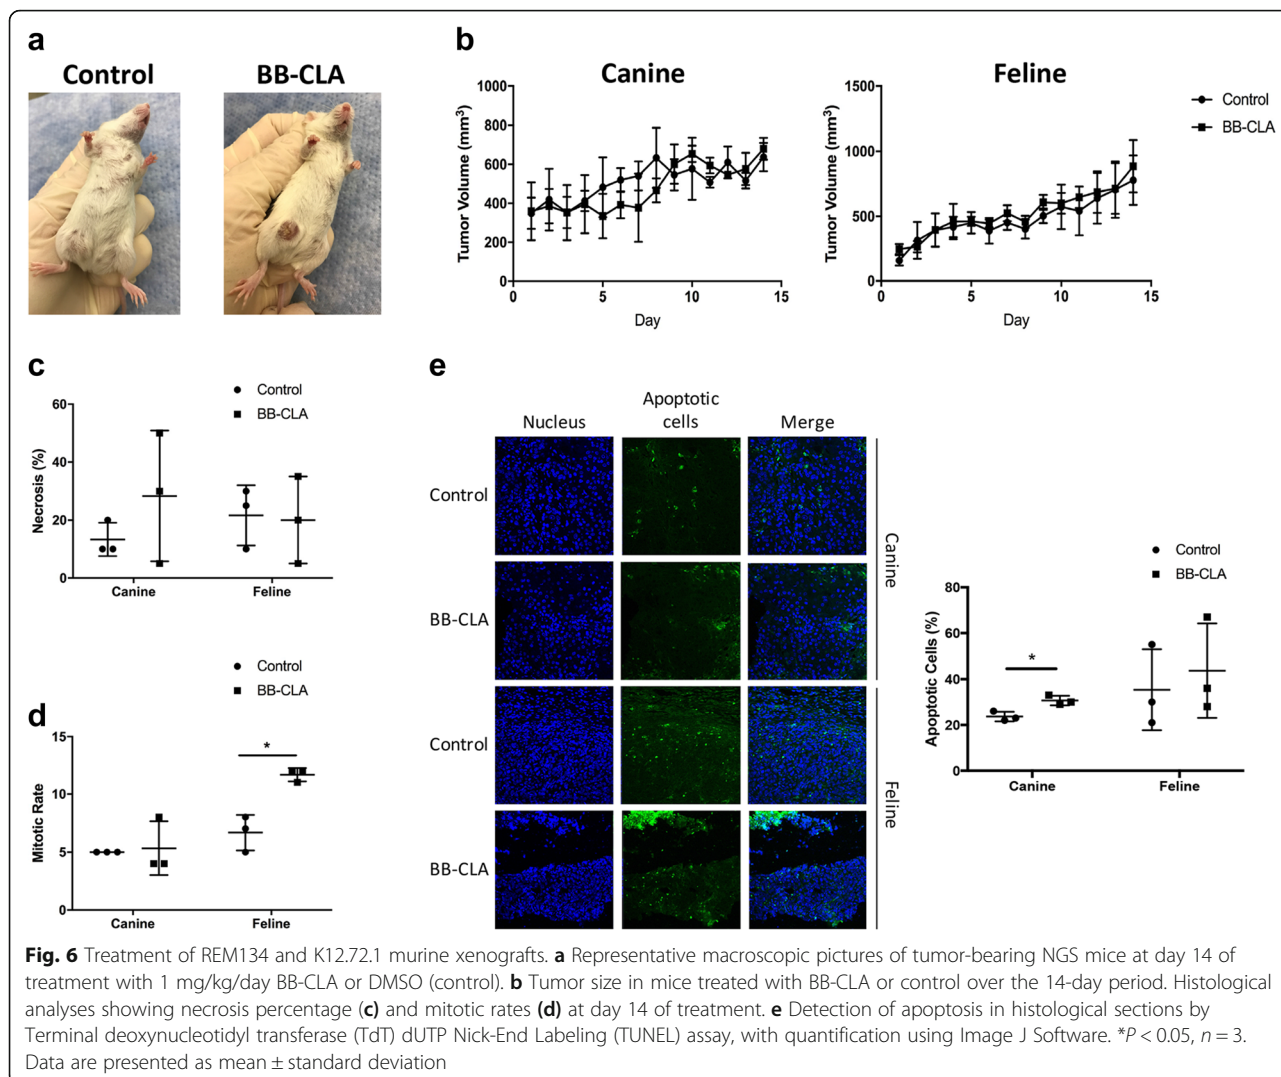 a
Control
BB-CLA
b
Canine
Tumor Volume (mm3)
1000
800
600
400
200
0
0
5
10
15
Day
Feline
Tumor Volume (mm3)
1500
1000
500
0
0
5
10
15
Day
Control
BB-CLA
c
Control
BB-CLA
Necrosis (%)
60
40
20
0
Canine
Feline
d
Control
BB-CLA
Mitotic Rate
15
10
5
0
*
Canine
Feline
e
Nucleus
Apoptotic
cells
Merge
Control
BB-CLA
Control
BB-CLA
Canine
Feline
Control
BB-CLA
Apoptotic Cells (%)
80
60
40
20
0
*
Canine
Feline
Fig. 6 Treatment of REM134 and K12.72.1 murine xenografts. a Representative macroscopic pictures of tumor-bearing NGS mice at day 14 of
treatment with 1 mg/kg/day BB-CLA or DMSO (control). b Tumor size in mice treated with BB-CLA or control over the 14-day period. Histological
analyses showing necrosis percentage (c) and mitotic rates (d) at day 14 of treatment. e Detection of apoptosis in histological sections by
Terminal deoxynucleotidyl transferase (TdT) dUTP Nick-End Labeling (TUNEL) assay, with quantification using Image J Software. *P < 0.05, n = 3.
Data are presented as mean ± standard deviation